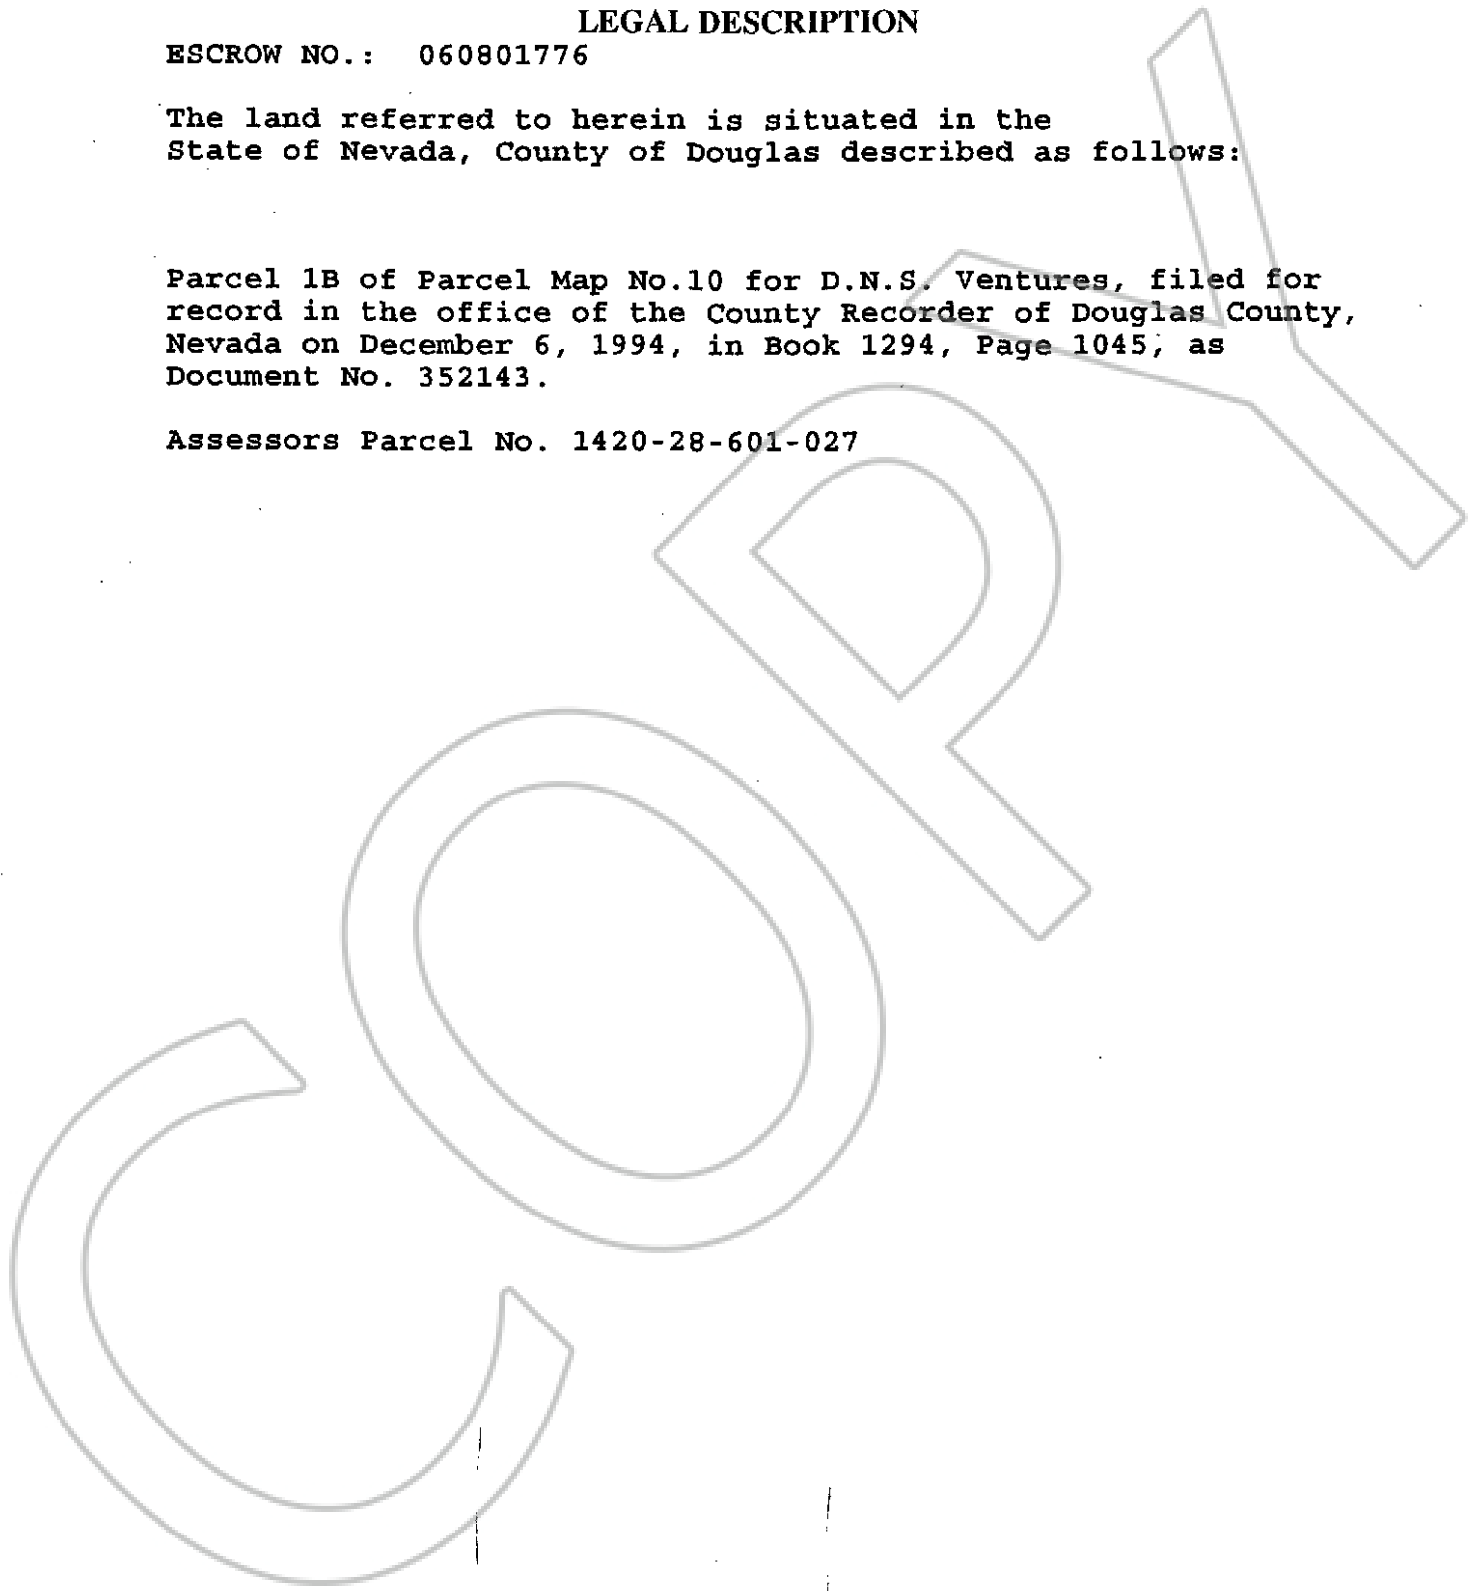 LEGAL DESCRIPTION
ESCROW NO.: 060801776
The land referred to herein is situated in the
State of Nevada, County of Douglas described as follows:
Parcel 1B of Parcel Map No.10 for D.N.S. Ventures, filed for
record in the office of the County Recorder of Douglas County,
Nevada on December 6, 1994, in Book 1294, Page 1045, as
Document No. 352143.
Assessors Parcel No. 1420-28-601-027
COPY